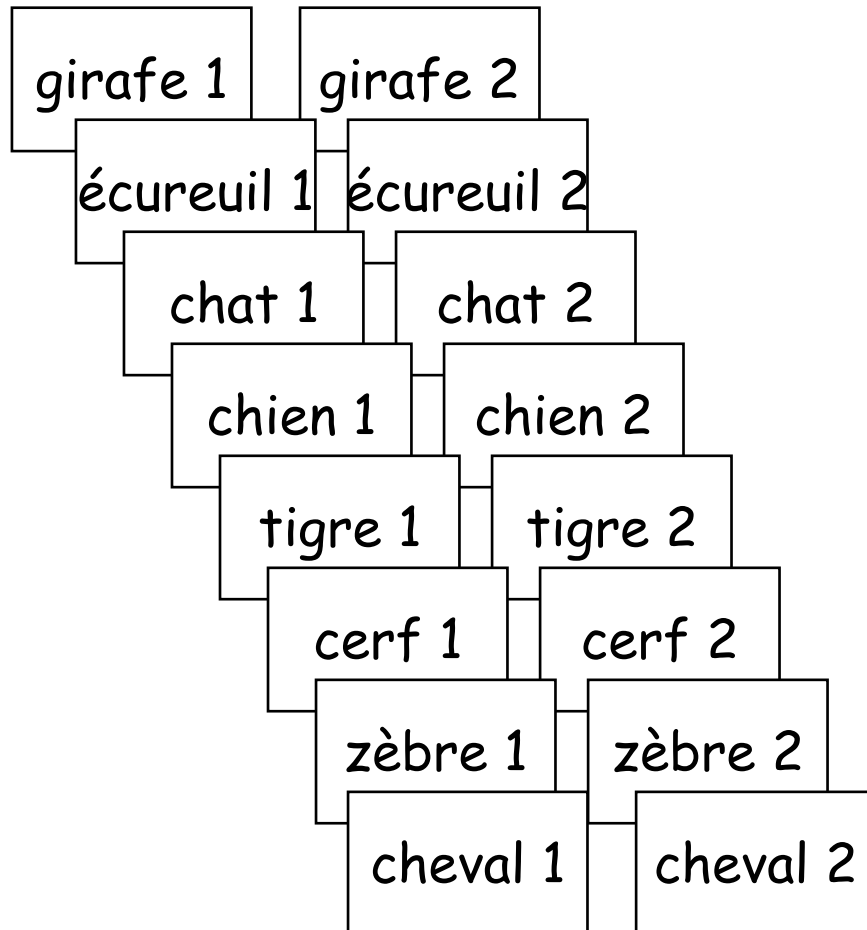 girafe 1 girafe 2
écureuil 1 écureuil 2
chat 1 chat 2
chien 1 chien 2
tigre 1 tigre 2
cerf 1 cerf 2
zèbre 1 zèbre 2
cheval 1 cheval 2